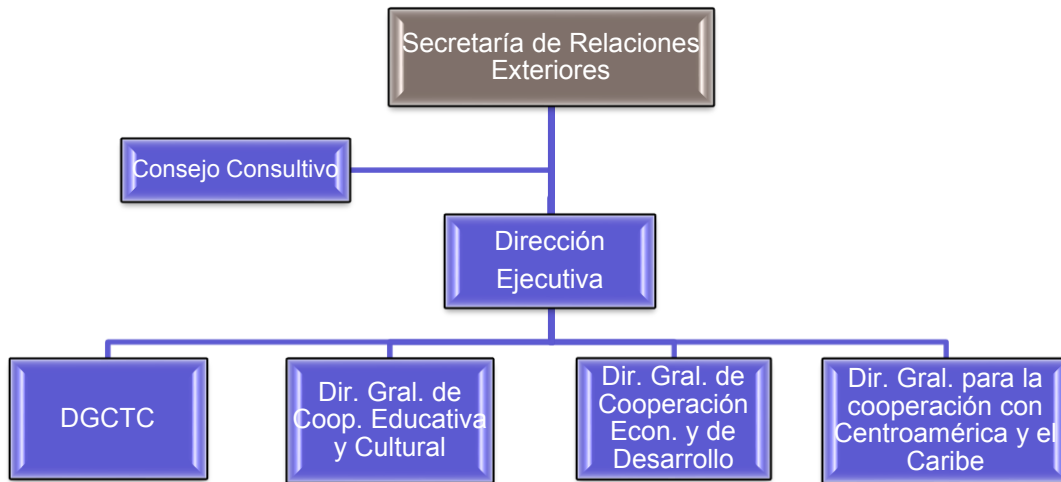 Secretaría de Relaciones
Exteriores
Consejo Consultivo
Dirección
Ejecutiva
DGCTC
Dir. Gral. de
Coop. Educativa
y Cultural
Dir. Gral. de
Cooperación
Econ. y de
Desarrollo
Dir. Gral. para la
cooperación con
Centroamérica y el
Caribe